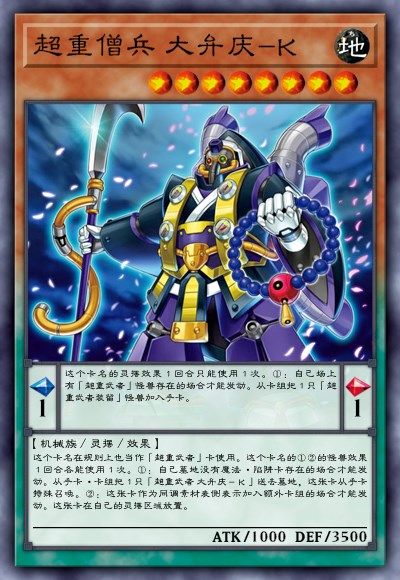 超重僧兵 大弁庆-K
地
这个卡名的灵摆效果1回合只能使用1次。①：自己场上
有「超重武者」怪兽存在的场合才能发动。从卡组把1只「超
重武者装留」怪兽加入手卡。
1
1
【机械族/灵摆/效果】
这个卡名在规则上也当作「超重武者」卡使用。这个卡名的①②的怪兽效果
1回合各能使用1次。①：自己墓地没有魔法·陷阱卡存在的场合才能发
动。从手卡·卡组把1只「超重武者 大弁庆-K」送去墓地，这张卡从手卡
特殊召唤。②：这张卡作为同调素材表侧表示加入额外卡组的场合才能发
动。这张卡在自己的灵摆区域放置。
ATK/1000 DEF/3500